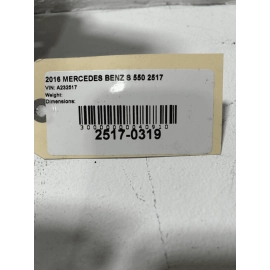 2016 MERCEDES BENZ S 550 2517
VIN: A233517
Weight:
Dimensions:
2517-0319